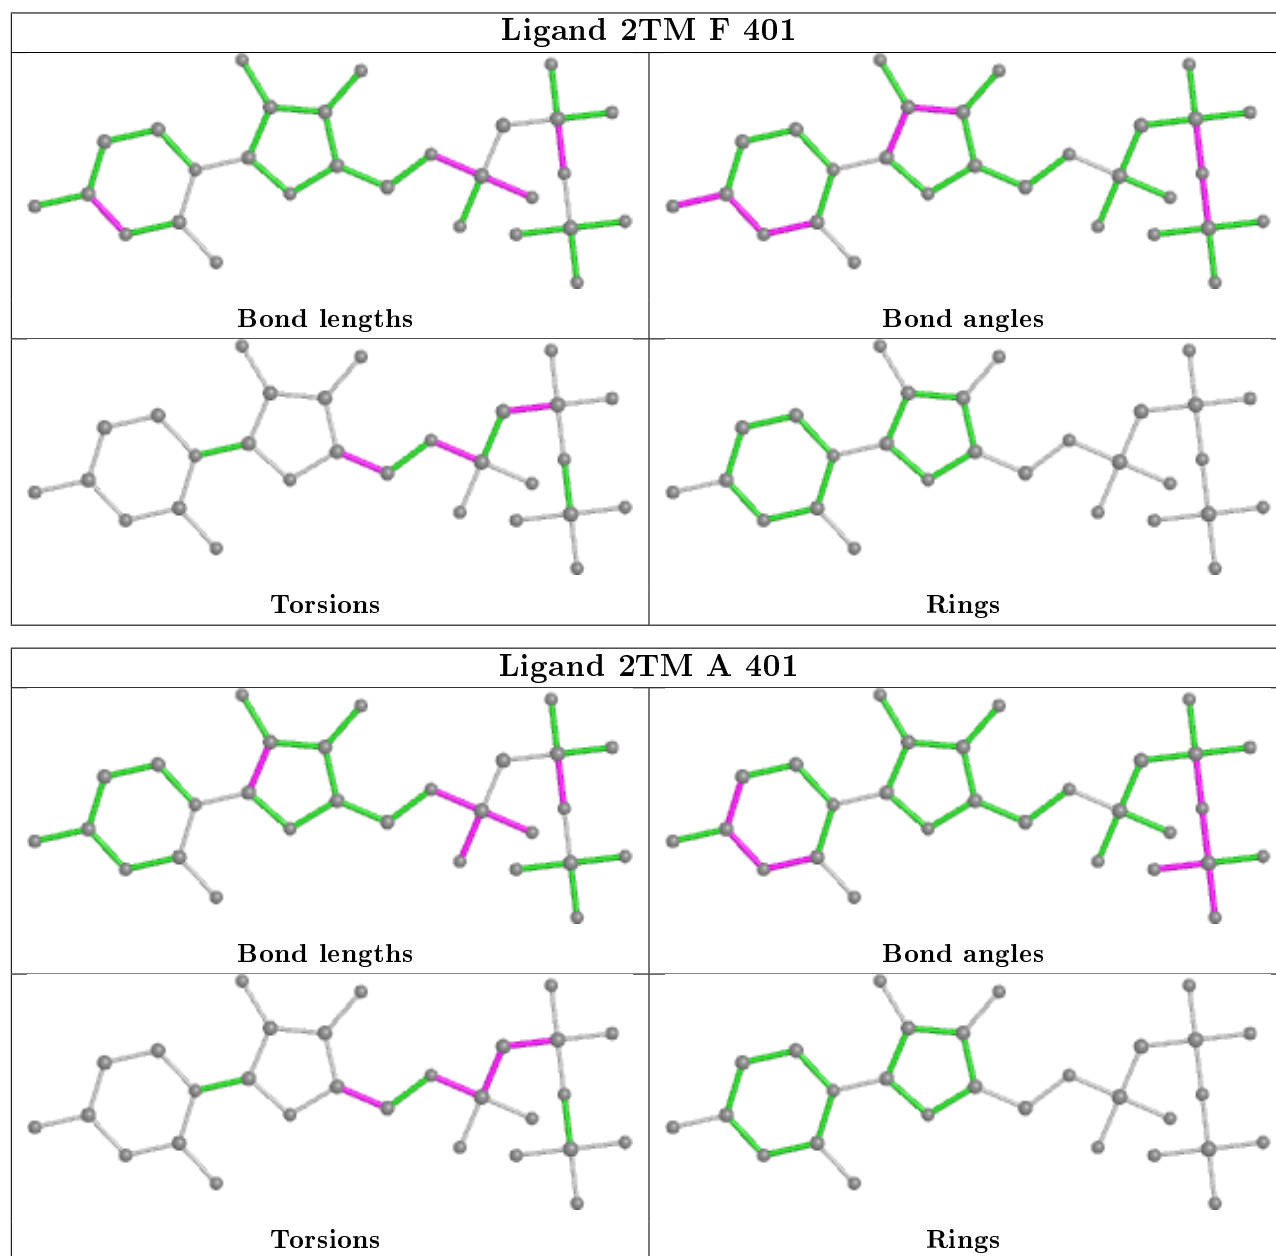 Ligand 2TM F 401
Bond lengths
Bond angles
Torsions
Rings
Ligand 2TM A 401
Bond lengths
Bond angles
Torsions
Rings